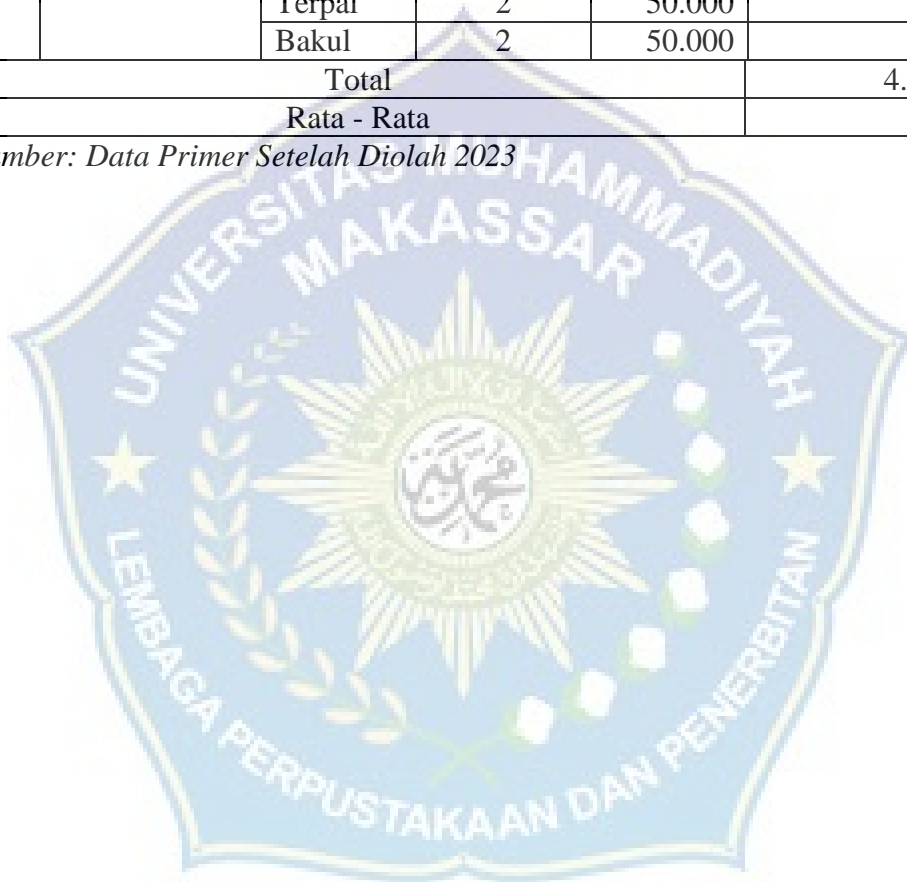 Terpal 2 50.000
Bakul 2 50.000
Total 4.
Rata - Rata
mber: Data Primer Setelah Diolah 2023
UNIVERSITAS MUHAMMADIYAH
MAKASSAR
LEMBAGA PERPUSTAKAAN DAN PENERBITAN